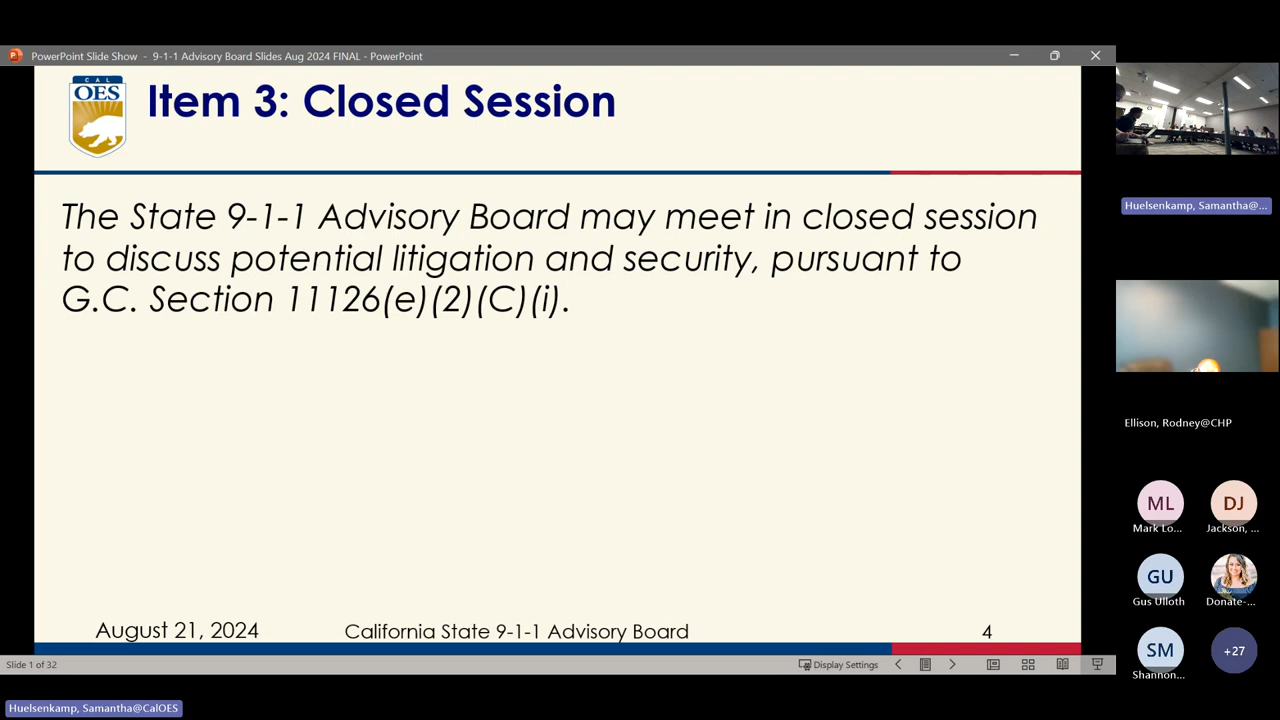 PowerPoint Slide Show - 9-1-1 Advisory Board Slides Aug 2024 FINAL - PowerPoint
CAL
OES
Item 3: Closed Session
The State 9-1-1 Advisory Board may meet in closed session
to discuss potential litigation and security, pursuant to
G.C. Section 11126(e)(2)(C)(i).
August 21, 2024
California State 9-1-1 Advisory Board
4
Slide 1 of 32
Display Settings
Huelsenkamp, Samantha@CalOES
Huelsenkamp, Samantha@...
Ellison, Rodney@CHP
ML
Mark Lo...
DJ
Jackson, ...
GU
Gus Ulloth
Donate-...
SM
Shannon...
+27